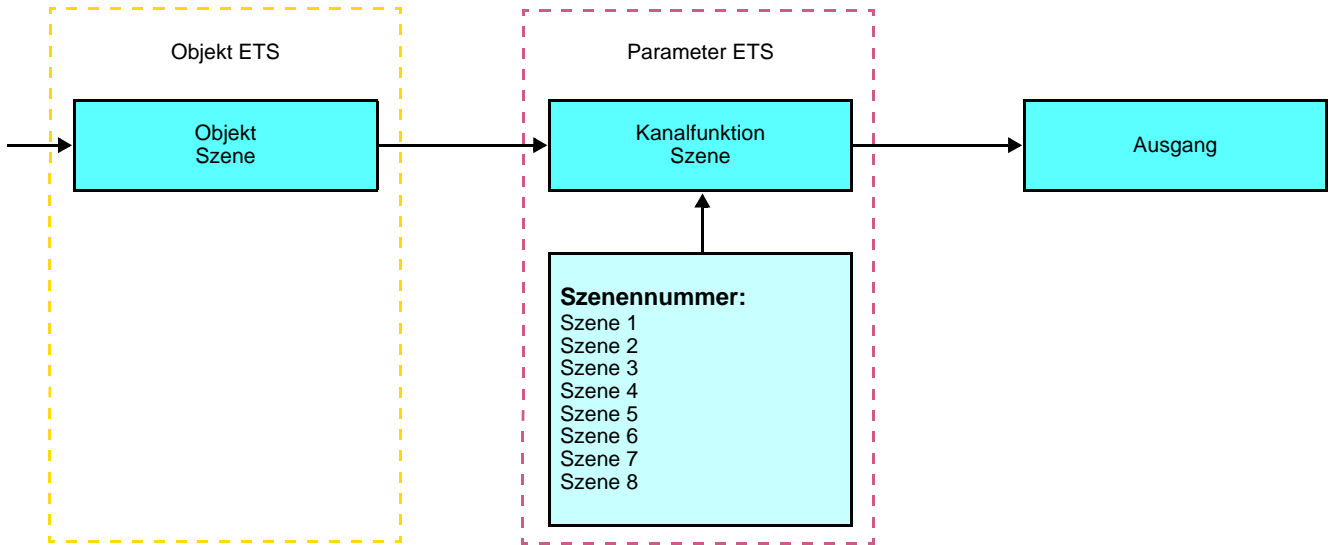 Objekt ETS
Parameter ETS
Objekt
Szene
Kanalfunktion
Szene
Ausgang
Szenennummer:
Szene 1
Szene 2
Szene 3
Szene 4
Szene 5
Szene 6
Szene 7
Szene 8